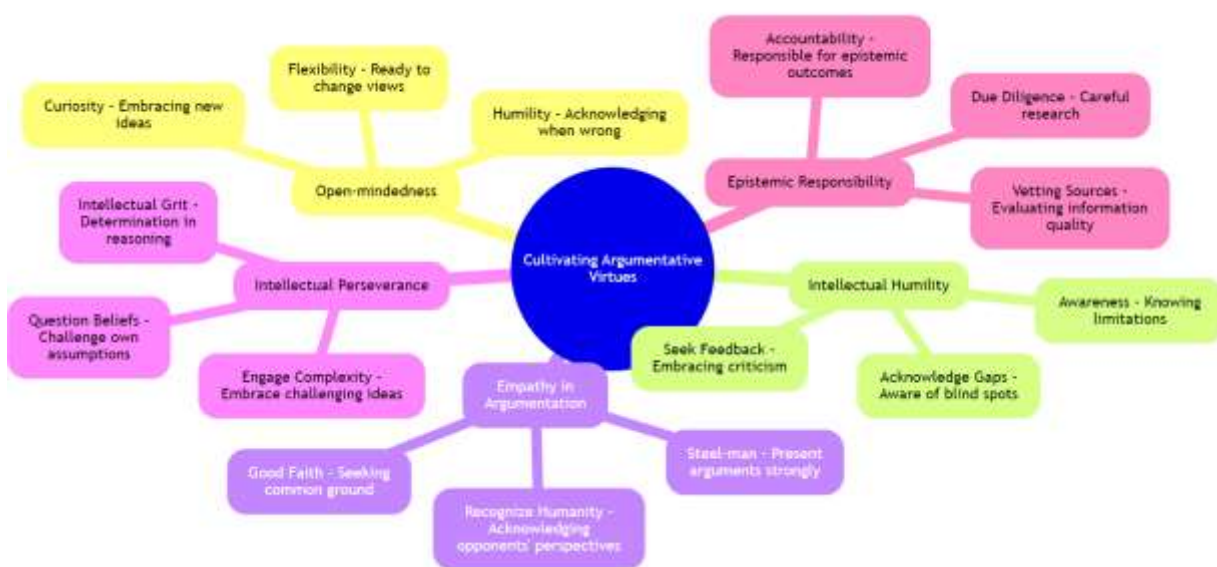 Accountability -
Responsible for epistemic
outcomes
Flexibility - Ready to
change views
Curiosity - Embracing new
ideas
Humility - Acknowledging
when wrong
Due Diligence - Careful
research
Open-mindedness
Epistemic Responsibility
Vetting Sources -
Evaluating information
quality
Intellectual Grit -
Determination in
reasoning
Cultivating Argumentative
Virtues
Intellectual Perseverance
Intellectual Humility
Awareness - Knowing
limitations
Question Beliefs -
Challenge own
assumptions
Seek Feedback -
Embracing criticism
Engage Complexity -
Embrace challenging ideas
Empathy in
Argumentation
Acknowledge Gaps -
Aware of blind spots
Steel-man - Present
arguments strongly
Good Faith - Seeking
common ground
Recognize Humanity -
Acknowledging
opponents' perspectives